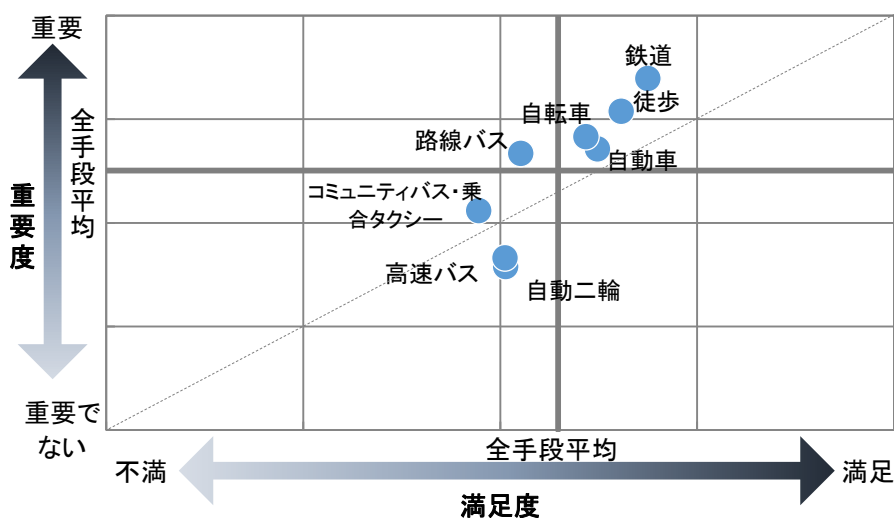 重要
鉄道
徒歩
自転車
路線バス
自動車
全手段平均
重要度
コミュニティバス・乗
合タクシー
高速バス
自動二輪
重要で
ない
全手段平均
不満
満足
満足度